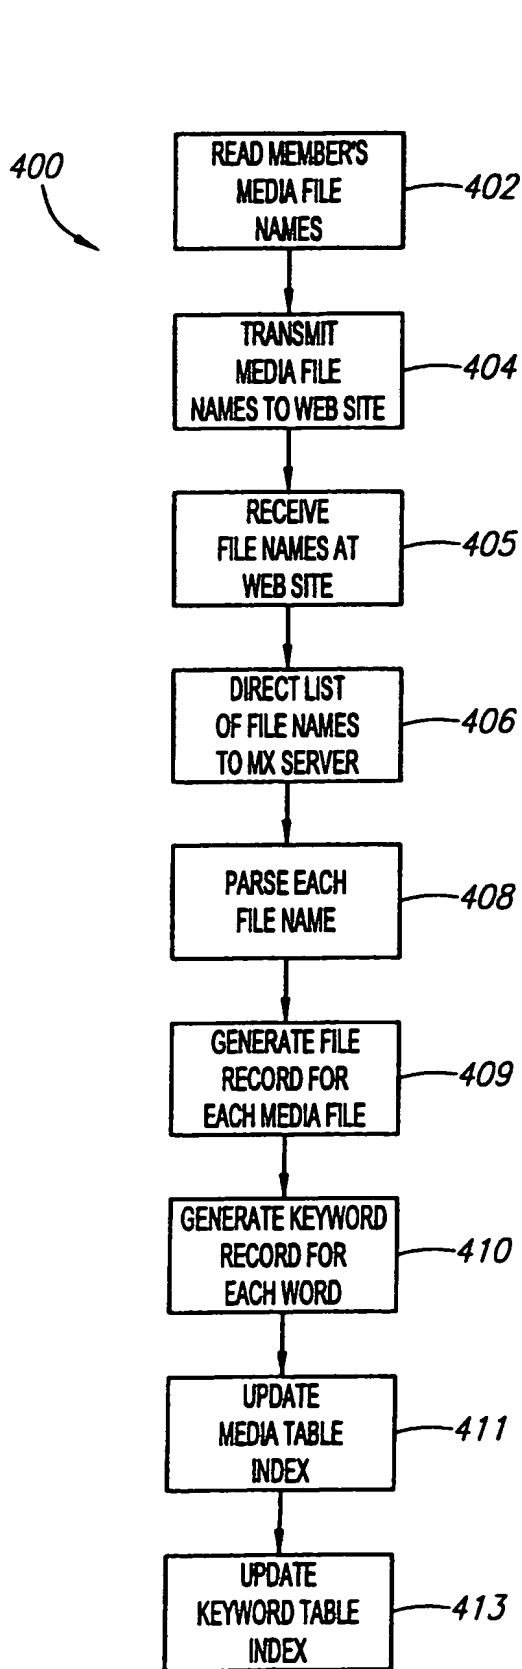 400
READ MEMBER'S
MEDIA FILE
NAMES
402
TRANSMIT
MEDIA FILE
NAMES TO WEB SITE
404
RECEIVE
FILE NAMES AT
WEB SITE
405
DIRECT LIST
OF FILE NAMES
TO MX SERVER
406
PARSE EACH
FILE NAME
408
GENERATE FILE
RECORD FOR
EACH MEDIA FILE
409
GENERATE KEYWORD
RECORD FOR
EACH WORD
410
UPDATE
MEDIA TABLE
INDEX
411
UPDATE
KEYWORD TABLE
INDEX
413